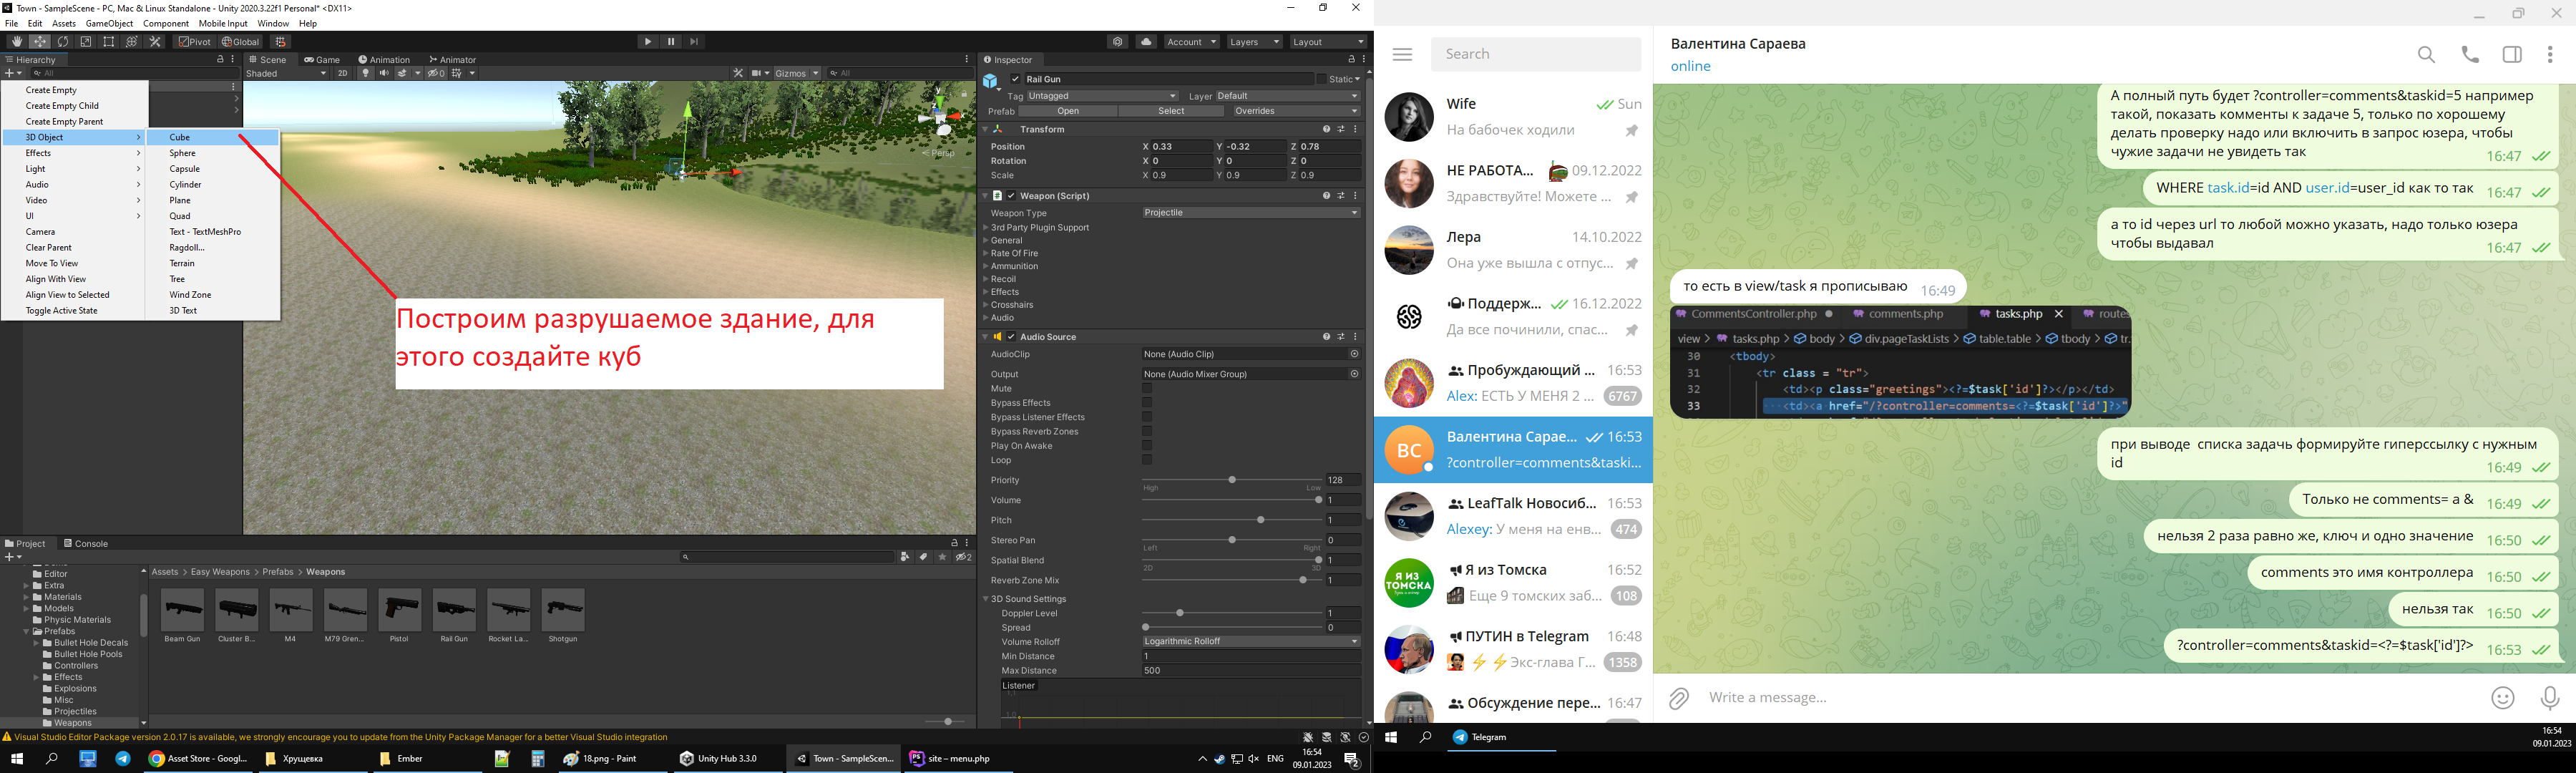 Town - SampleScene - PC, Mac & Linux Standalone - Unity 2020.3.22f1 Personal* <DX11>
File Edit Assets GameObject Component Mobile Input Window Help
Pivot Global Account Layers Layout
Hierarchy
All
Create Empty
Create Empty Child
Create Empty Parent
3D Object
Effects
Light
Audio
Video
UI
Camera
Clear Parent
Move To View
Align With View
Align View to Selected
Toggle Active State
Cube
Sphere
Capsule
Cylinder
Plane
Quad
Text - TextMeshPro
Ragdoll...
Terrain
Tree
Wind Zone
3D Text
Scene Game Animation Animator
Shaded 2D 0 Gizmos All
y
Persp
Построим разрушаемое здание, для
этого создайте куб
Inspector
Rail Gun Static
Tag Untagged Layer Default
Prefab Open Select Overrides
Transform
Position X 0.33 Y -0.32 Z 0.78
Rotation X 0 Y 0 Z 0
Scale X 0.9 Y 0.9 Z 0.9
Weapon (Script)
Weapon Type Projectile
3rd Party Plugin Support
General
Rate Of Fire
Ammunition
Recoil
Effects
Crosshairs
Audio
Audio Source
AudioClip None (Audio Clip)
Output None (Audio Mixer Group)
Mute
Bypass Effects
Bypass Listener Effects
Bypass Reverb Zones
Play On Awake
Loop
Priority 128
High Low
Volume 1
Pitch 1
Stereo Pan 0
Left Right
Spatial Blend 1
2D 3D
Reverb Zone Mix 1
3D Sound Settings
Doppler Level 1
Spread 0
Volume Rolloff Logarithmic Rolloff
Min Distance 1
Max Distance 500
Listener
Project Console
2
Editor
Extra
Materials
Models
Physic Materials
Prefabs
Bullet Hole Decals
Bullet Hole Pools
Controllers
Effects
Explosions
Misc
Projectiles
Weapons
Assets > Easy Weapons > Prefabs > Weapons
Beam Gun Cluster B... M4 M79 Gren... Pistol Rail Gun Rocket La... Shotgun
Visual Studio Editor Package version 2.0.17 is available, we strongly encourage you to update from the Unity Package Manager for a better Visual Studio integration
Asset Store - Googl... Хрущевка Ember 18.png - Paint Unity Hub 3.3.0 Town - SampleScen... site – menu.php
ENG 16:54
09.01.2023
2
Search
Wife Sun
На бабочек ходили
НЕ РАБОТА... 09.12.2022
Здравствуйте! Можете ...
Лера 14.10.2022
Она уже вышла с отпус...
Поддерж... 16.12.2022
Да все починили, спас...
Пробуждающий ... 16:53
Alex: ЕСТЬ У МЕНЯ 2 ... 6767
ВС
Валентина Сарае... 16:53
?controller=comments&taski...
LeafTalk Новосиб... 16:53
Alexey: У меня на енв... 474
Я ИЗ
ТОМСКА
Я из Томска 16:52
Еще 9 томских заб... 108
ПУТИН в Telegram 16:48
Экс-глава Г... 1358
Обсуждение пере... 16:47
Валентина Сараева
online
А полный путь будет ?controller=comments&taskid=5 например
такой, показать комменты к задаче 5, только по хорошему
делать проверку надо или включить в запрос юзера, чтобы
чужие задачи не увидеть так 16:47
WHERE task.id=id AND user.id=user_id как то так 16:47
а то id через url то любой можно указать, надо только юзера
чтобы выдавал 16:47
то есть в view/task я прописываю 16:49
CommentsController.php comments.php tasks.php × routes
view > tasks.php > body > div.pageTaskLists > table.table > tbody > tr.
30 <tbody>
31 <tr class = "tr">
32 <td><p class="greetings"><?=$task['id']?></p></td>
33 <td><a href="/?controller=comments=<?=$task['id']?>"
при выводе списка задачь формируйте гиперссылку с нужным
id 16:49
Только не comments= а & 16:49
нельзя 2 раза равно же, ключ и одно значение 16:50
comments это имя контроллера 16:50
нельзя так 16:50
?controller=comments&taskid=<?=$task['id']?> 16:53
Write a message...
Telegram
16:54
09.01.2023